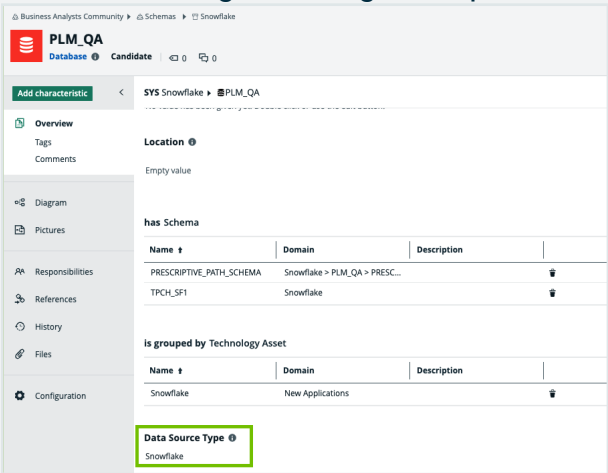 Business Analysts Community Schemas Snowflake
PLM_QA
Database Candidate 0 0
Add characteristic
SYS Snowflake PLM_QA
Overview
Tags
Comments
Diagram
Pictures
Responsibilities
References
History
Files
Configuration
Location
Empty value
has Schema
Name Domain Description
PRESCRIPTIVE_PATH_SCHEMA Snowflake > PLM_QA > PRESC...
TPCH_SF1 Snowflake
is grouped by Technology Asset
Name Domain Description
Snowflake New Applications
Data Source Type
Snowflake